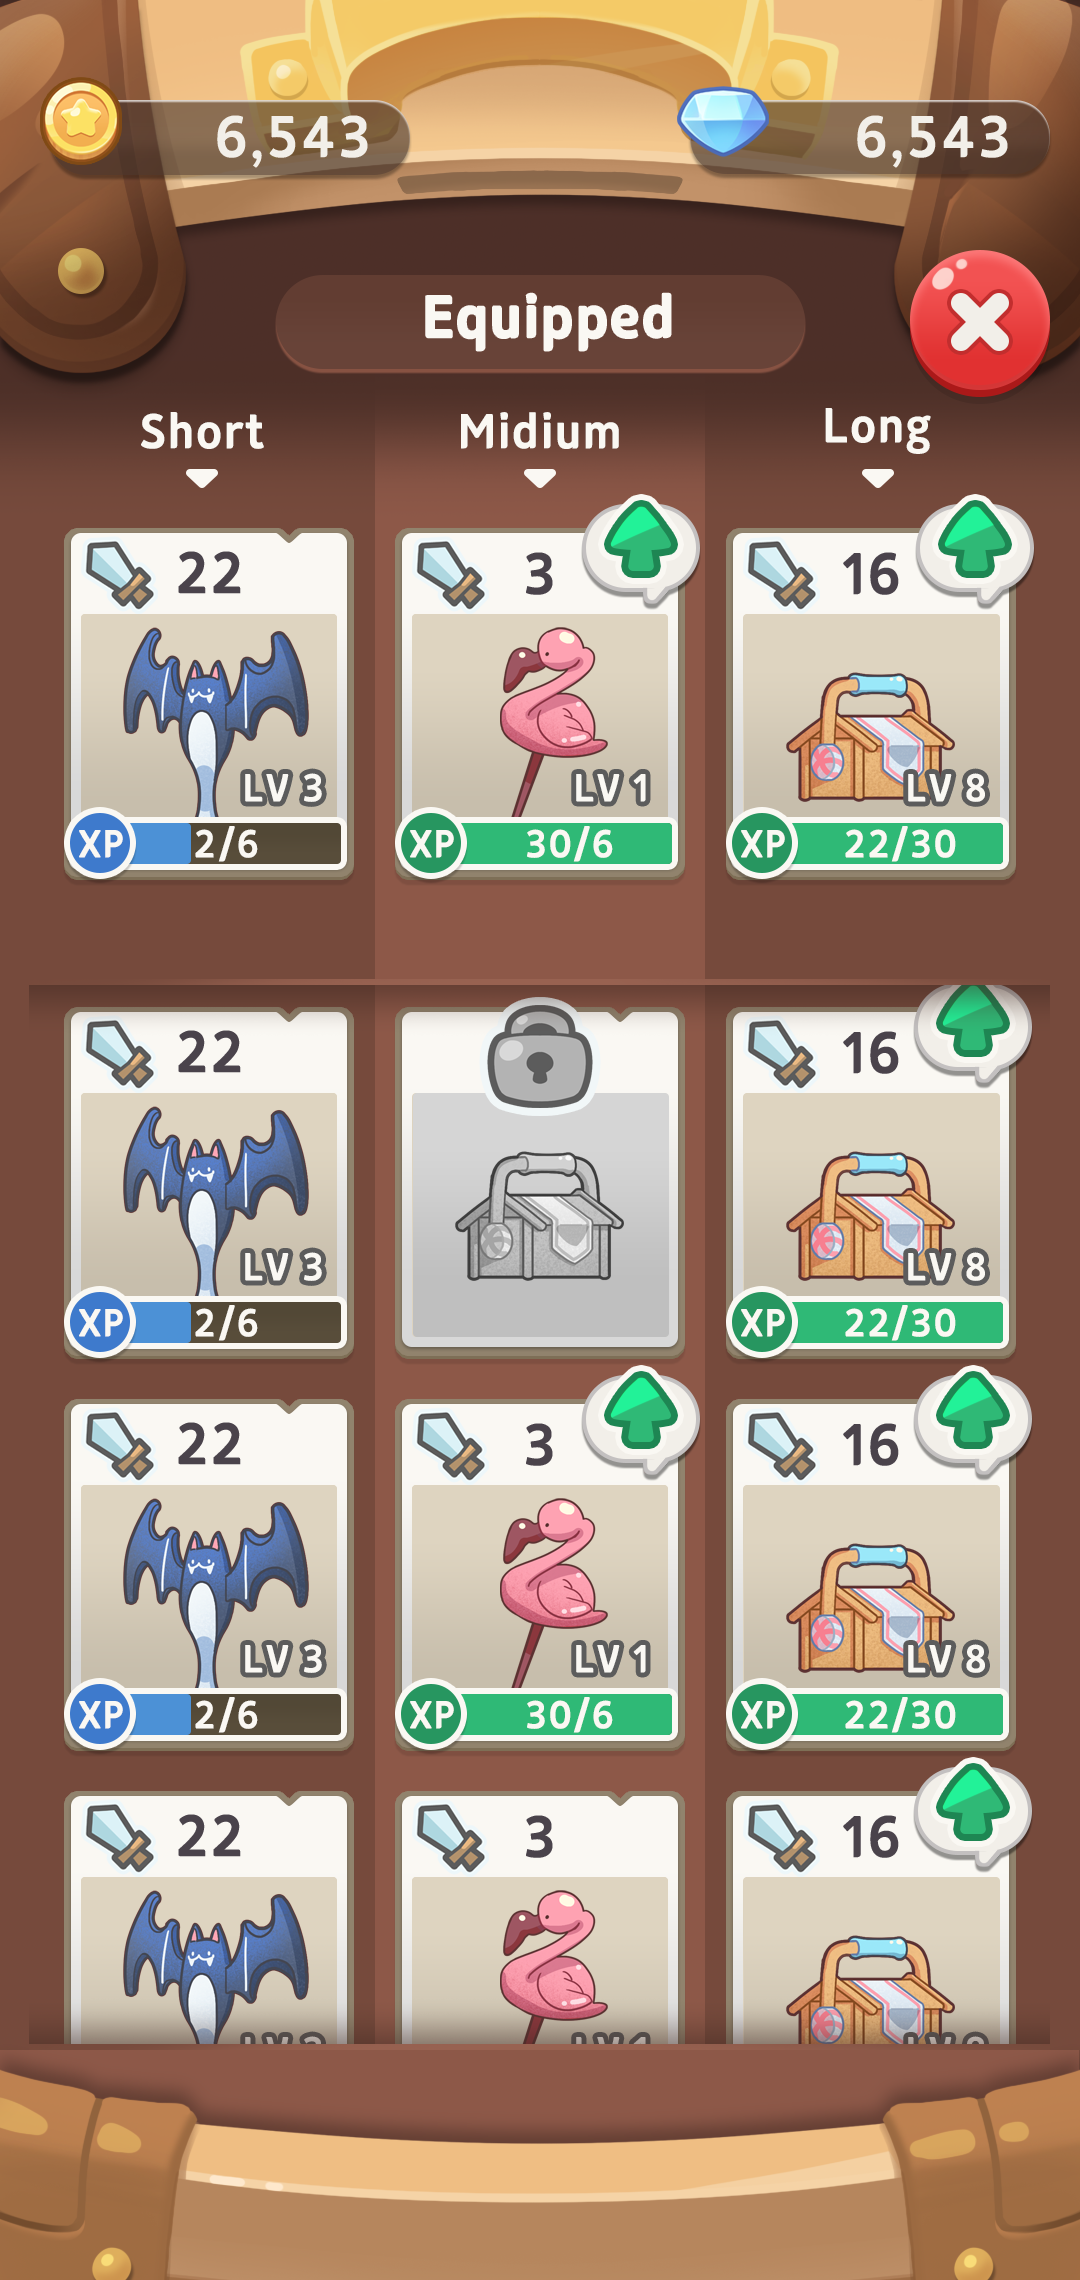 6,543 6,543
Equipped
Short Midium Long
22 3 16
LV 3 LV 1 LV 8
XP 2/6 XP 30/6 XP 22/30
22 16
LV 3 LV 8
XP 2/6 XP 22/30
22 3 16
LV 3 LV 1 LV 8
XP 2/6 XP 30/6 XP 22/30
22 3 16